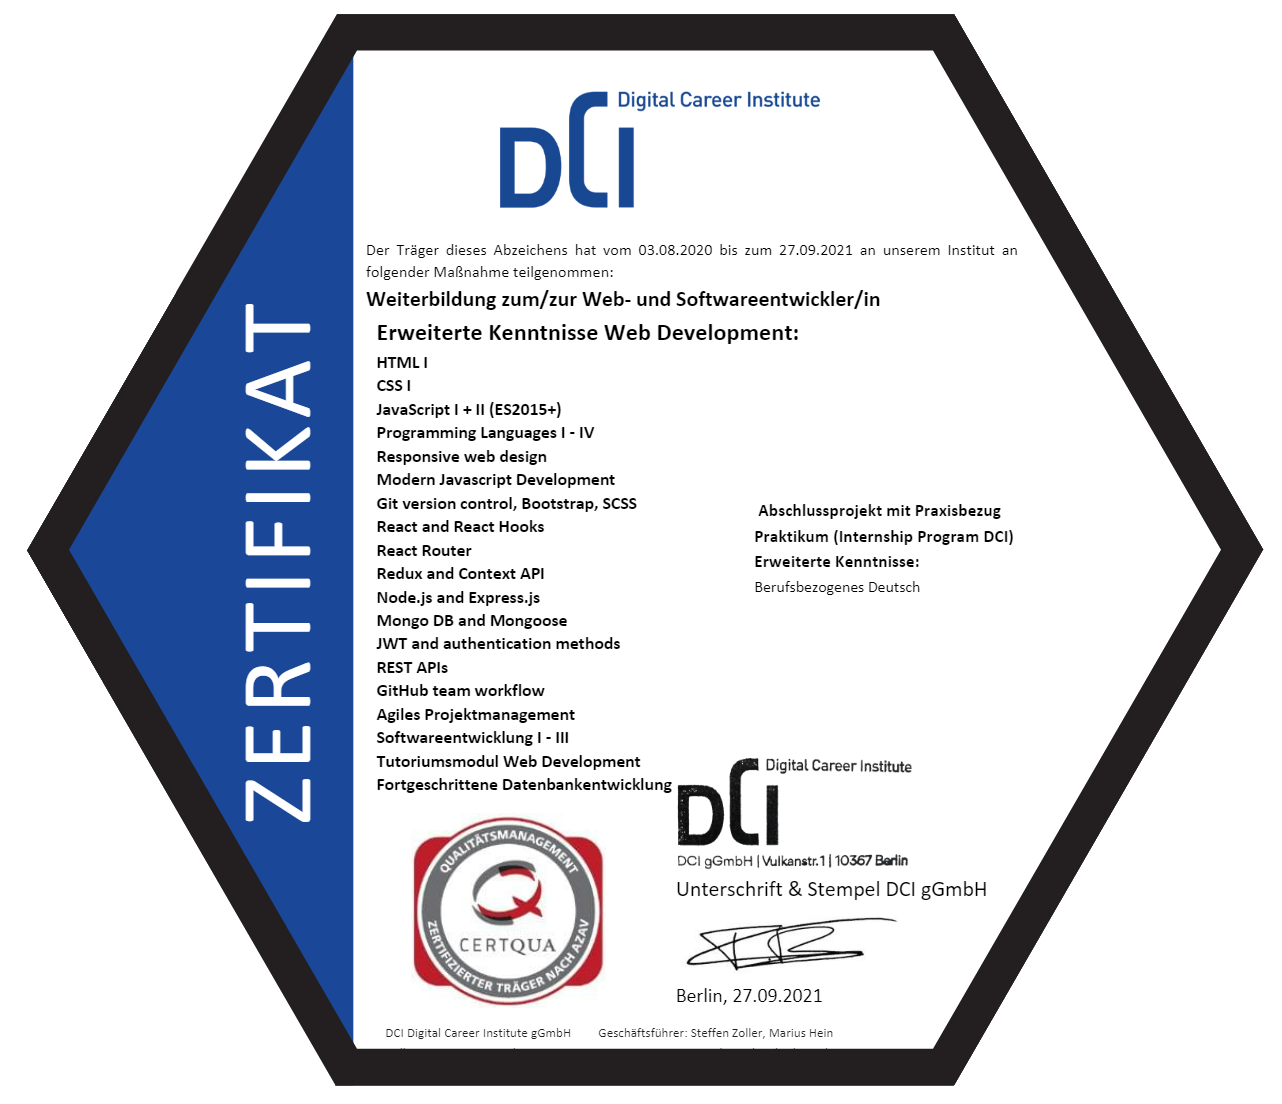 Digital Career Institute
DCI
ZERTIFIKAT
Der Träger dieses Abzeichens hat vom 03.08.2020 bis zum 27.09.2021 an unserem Institut an
folgender Maßnahme teilgenommen:
Weiterbildung zum/zur Web- und Softwareentwickler/in
Erweiterte Kenntnisse Web Development:
HTML I
CSS I
JavaScript I + II (ES2015+)
Programming Languages I - IV
Responsive web design
Modern Javascript Development
Git version control, Bootstrap, SCSS
React and React Hooks
React Router
Redux and Context API
Node.js and Express.js
Mongo DB and Mongoose
JWT and authentication methods
REST APIs
GitHub team workflow
Agiles Projektmanagement
Softwareentwicklung I - III
Tutoriumsmodul Web Development
Fortgeschrittene Datenbankentwicklung
Abschlussprojekt mit Praxisbezug
Praktikum (Internship Program DCI)
Erweiterte Kenntnisse:
Berufsbezogenes Deutsch
QUALITÄTSMANAGEMENT
CERTQUA
ZERTIFIZIERTER TRÄGER NACH AZAV
Digital Career Institute
DCI
DCI gGmbH | Vulkanstr. 1 | 10367 Berlin
Unterschrift & Stempel DCI gGmbH
Berlin, 27.09.2021
DCI Digital Career Institute gGmbH Geschäftsführer: Steffen Zoller, Marius Hein